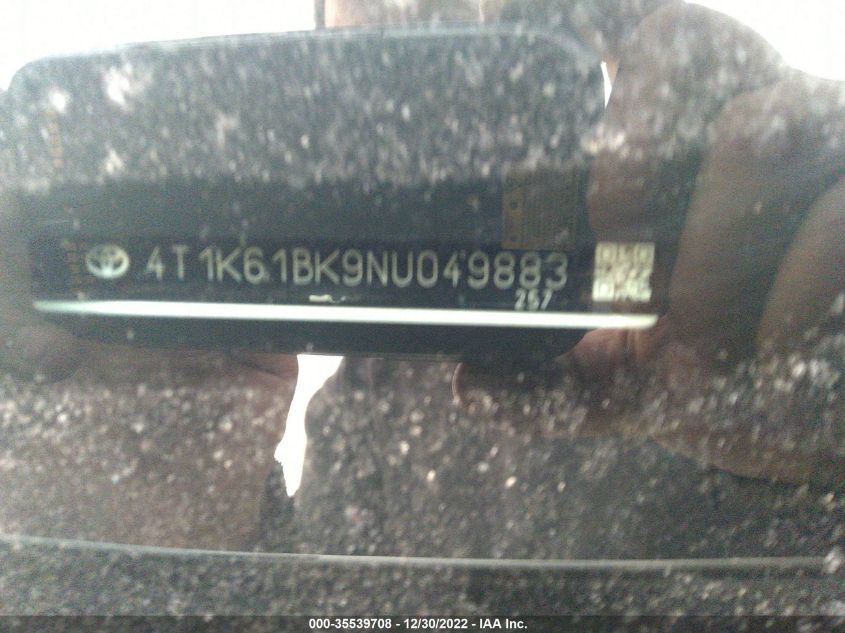 4T1K61BK9NU049883
257
000-35539708 - 12/30/2022 - IAA Inc.